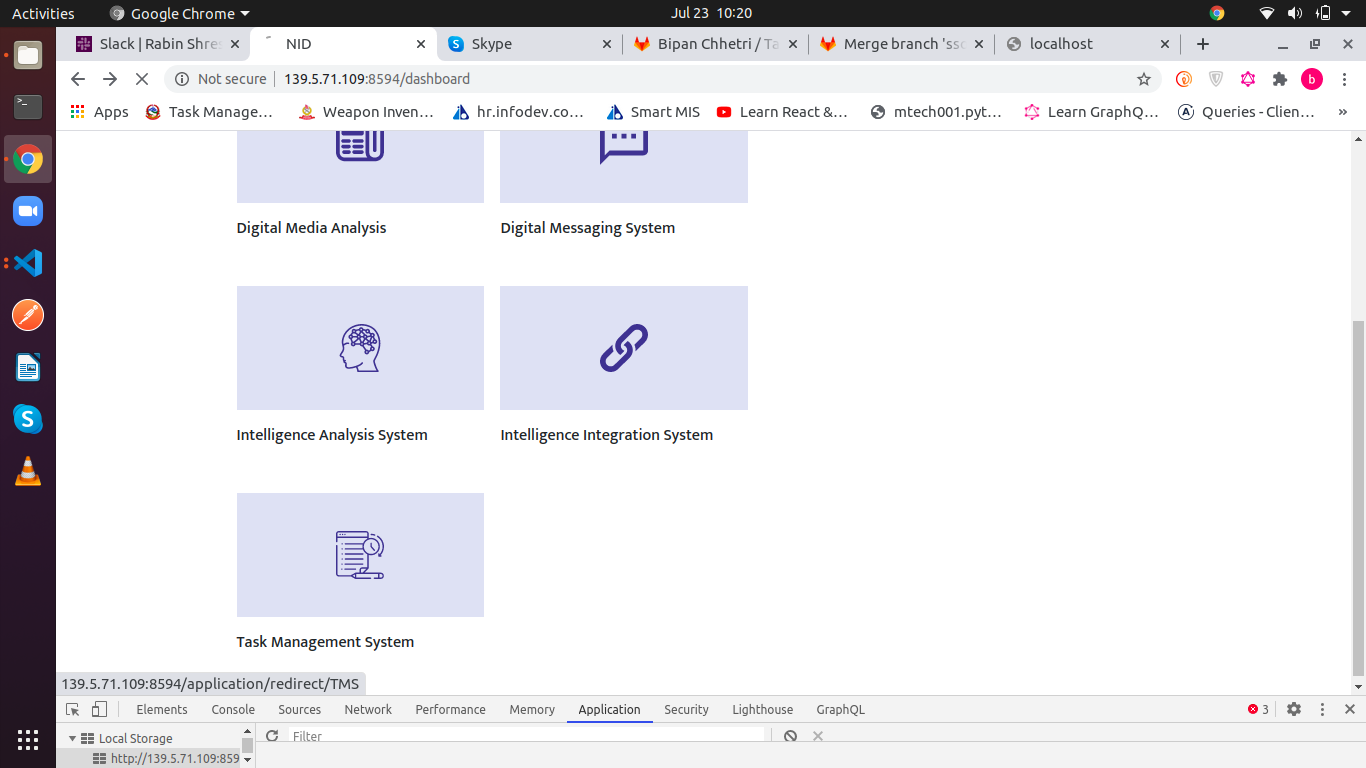 Activities Google Chrome Jul 23 10:20
Slack | Rabin Shres NID Skype Bipan Chhetri / Ta Merge branch 'sso localhost
Not secure 139.5.71.109:8594/dashboard b
Apps Task Manage... Weapon Inven... hr.infodev.co... Smart MIS Learn React &... mtech001.pyt... Learn GraphQ... Queries - Clien... »
Digital Media Analysis Digital Messaging System
Intelligence Analysis System Intelligence Integration System
Task Management System
139.5.71.109:8594/application/redirect/TMS
Elements Console Sources Network Performance Memory Application Security Lighthouse GraphQL 3
Local Storage Filter
http://139.5.71.109:859